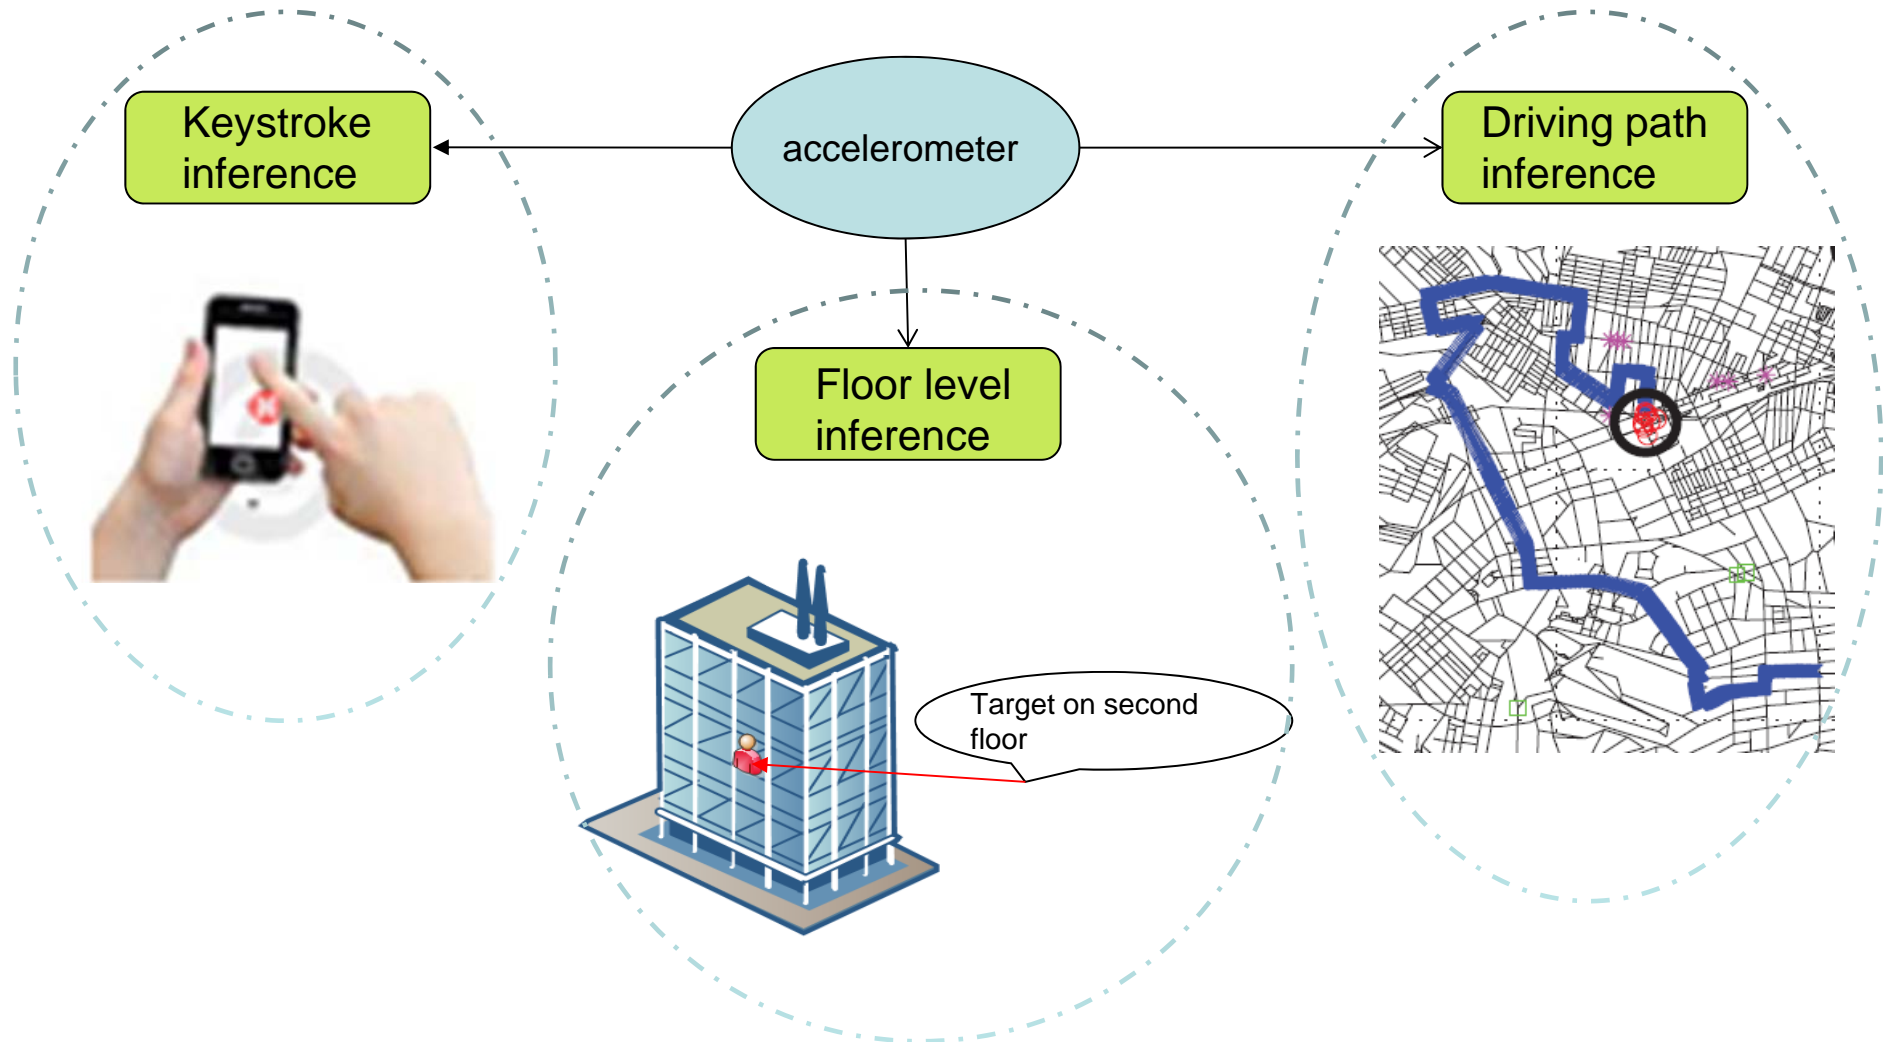 Keystroke
inference
accelerometer
Driving path
inference
Floor level
inference
Target on second
floor